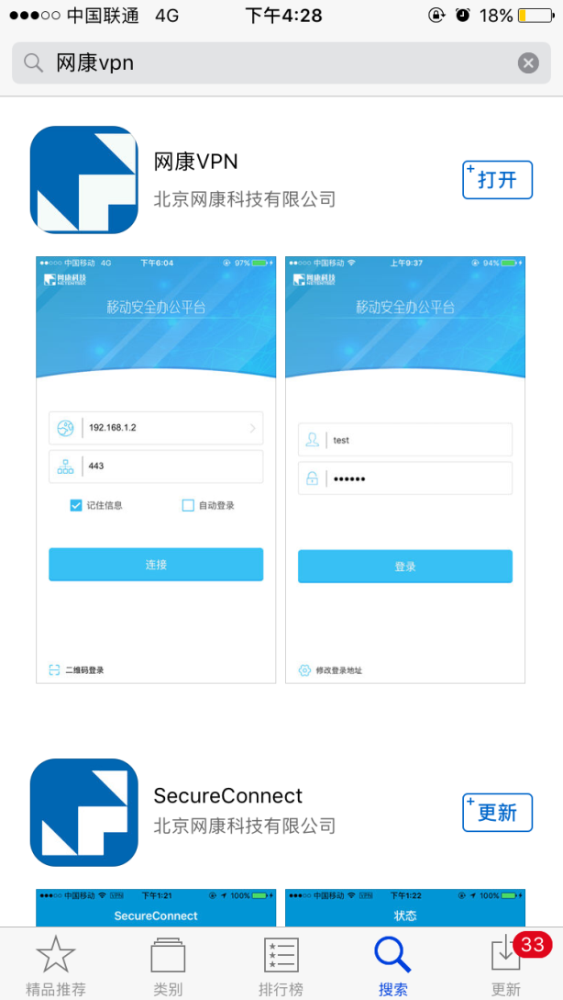 中国联通 4G 下午4:28 18%
网康vpn
网康VPN
北京网康科技有限公司
+打开
中国移动 4G 下午6:04 97%
网康科技
NETENTSEC
移动安全办公平台
192.168.1.2
443
记住信息 自动登录
连接
二维码登录
中国移动 上午9:37 94%
网康科技
NETENTSEC
移动安全办公平台
test
••••••
登录
修改登录地址
SecureConnect
北京网康科技有限公司
+更新
中国移动 VPN 下午1:21 100%
SecureConnect
中国移动 VPN 下午1:22 100%
状态
33
精品推荐 类别 排行榜 搜索 更新